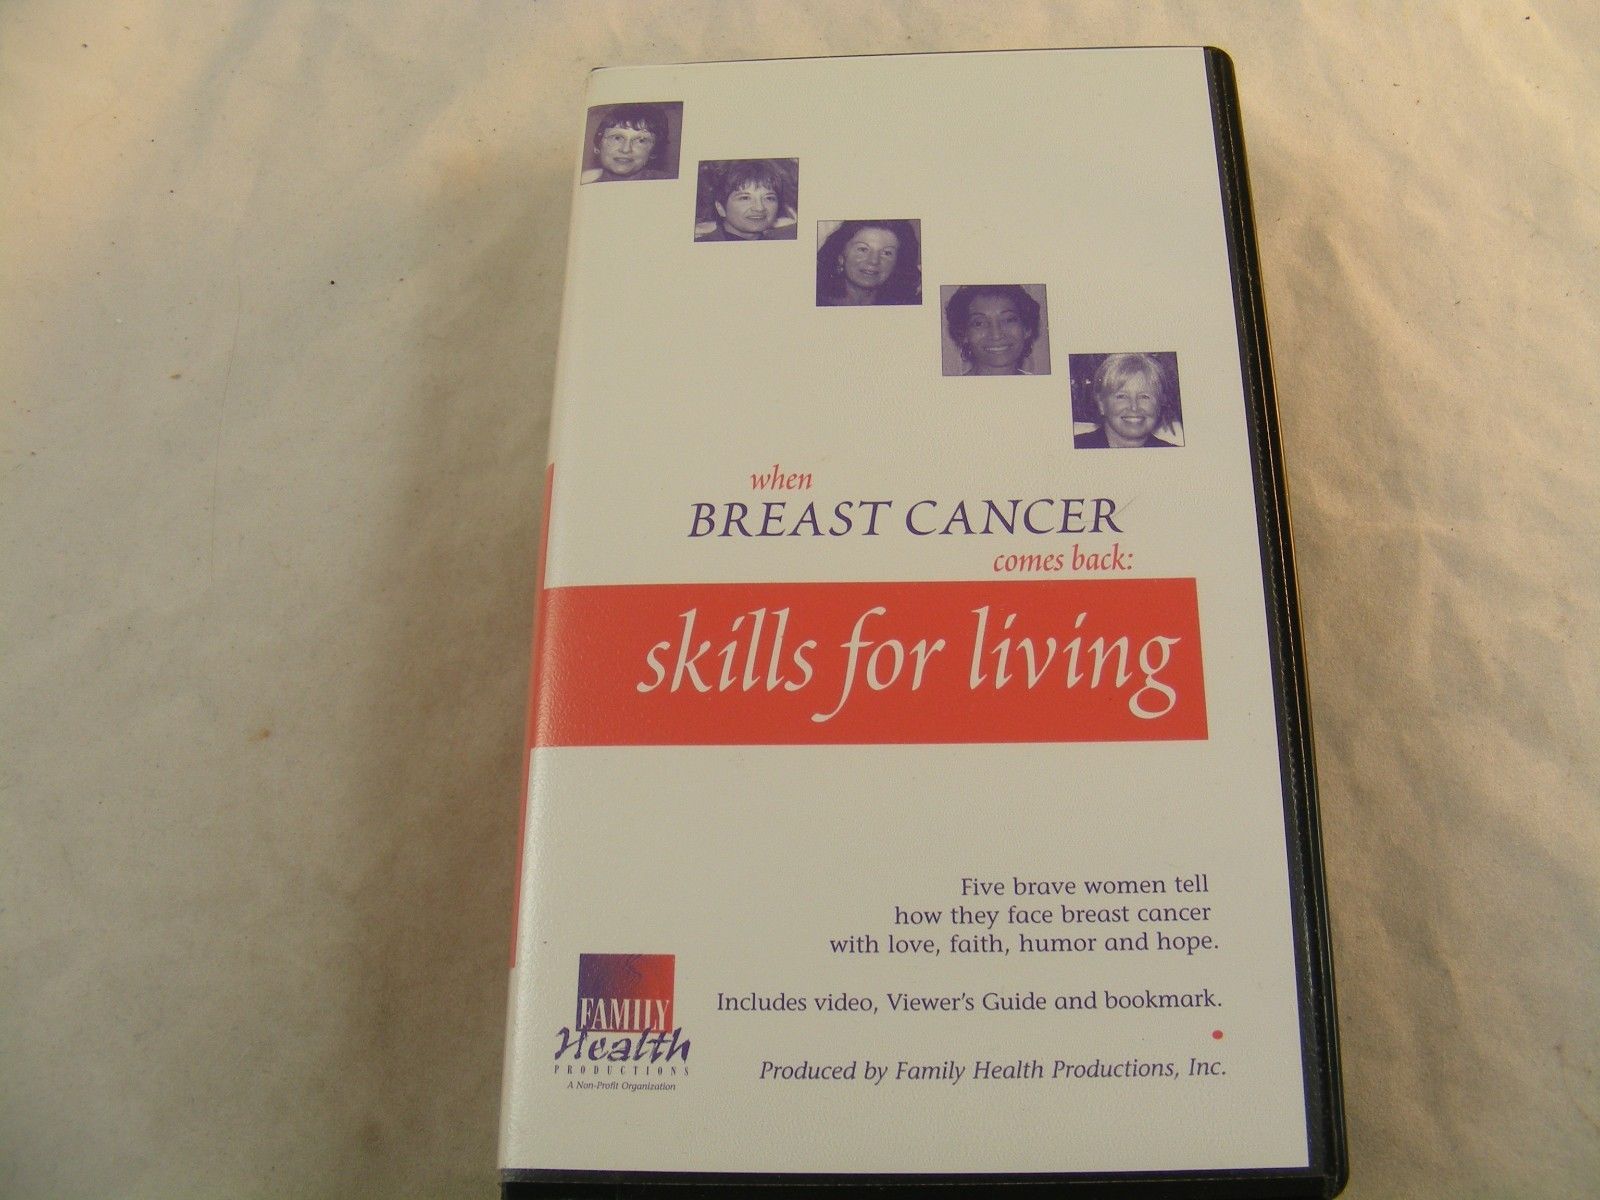 when
BREAST CANCER
comes back:
skills for living
Five brave women tell
how they face breast cancer
with love, faith, humor and hope.
Includes video, Viewer's Guide and bookmark.
Produced by Family Health Productions, Inc.
FAMILY
Health
PRODUCTIONS
A Non-Profit Organization